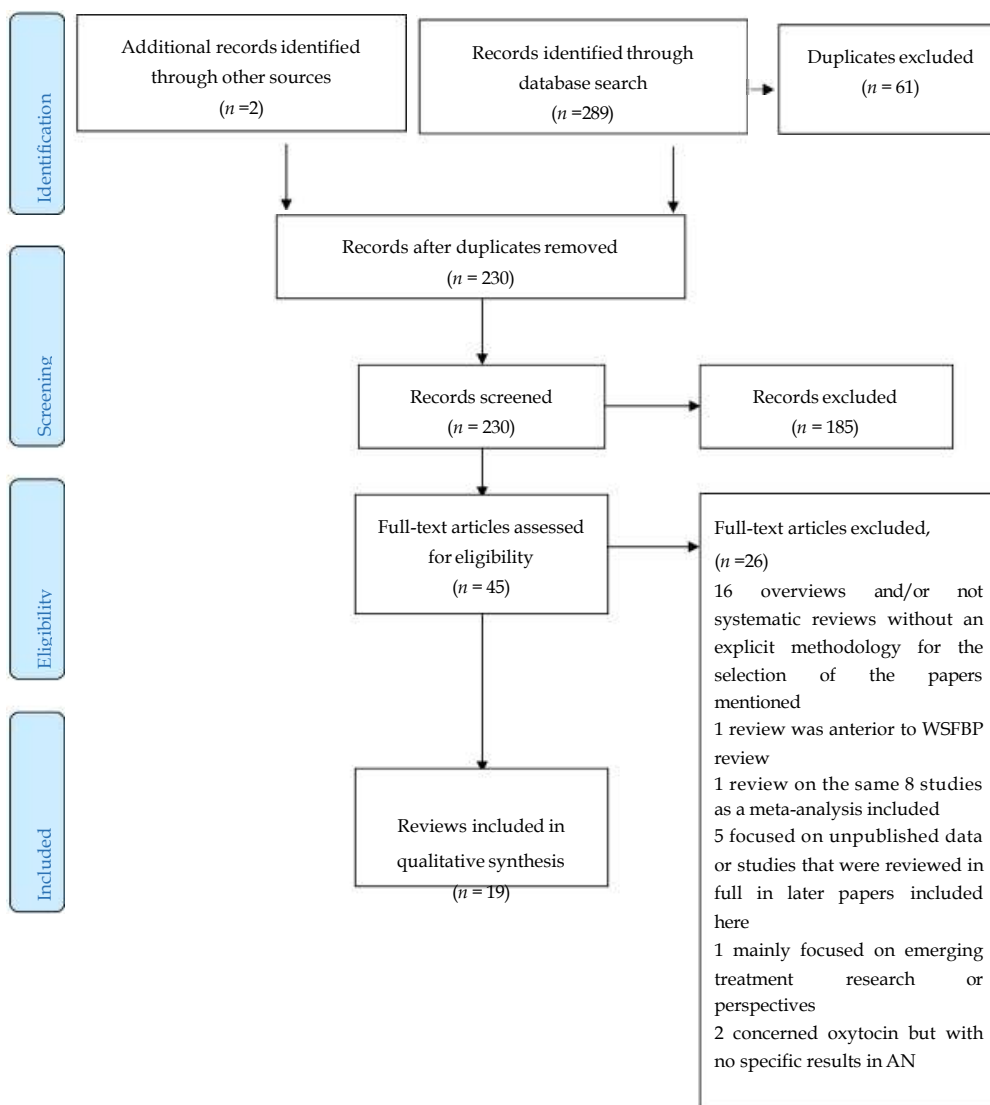 Identification
Additional records identified
through other sources
(n =2)
Records identified through
database search
(n =289)
Duplicates excluded
(n = 61)
Records after duplicates removed
(n = 230)
Screening
Records screened
(n = 230)
Records excluded
(n = 185)
Eligibility
Full-text articles assessed
for eligibility
(n = 45)
Full-text articles excluded,
(n =26)
16 overviews and/or not
systematic reviews without an
explicit methodology for the
selection of the papers
mentioned
1 review was anterior to WSFBP
review
1 review on the same 8 studies
as a meta-analysis included
5 focused on unpublished data
or studies that were reviewed in
full in later papers included
here
1 mainly focused on emerging
treatment research or
perspectives
2 concerned oxytocin but with
no specific results in AN
Included
Reviews included in
qualitative synthesis
(n = 19)